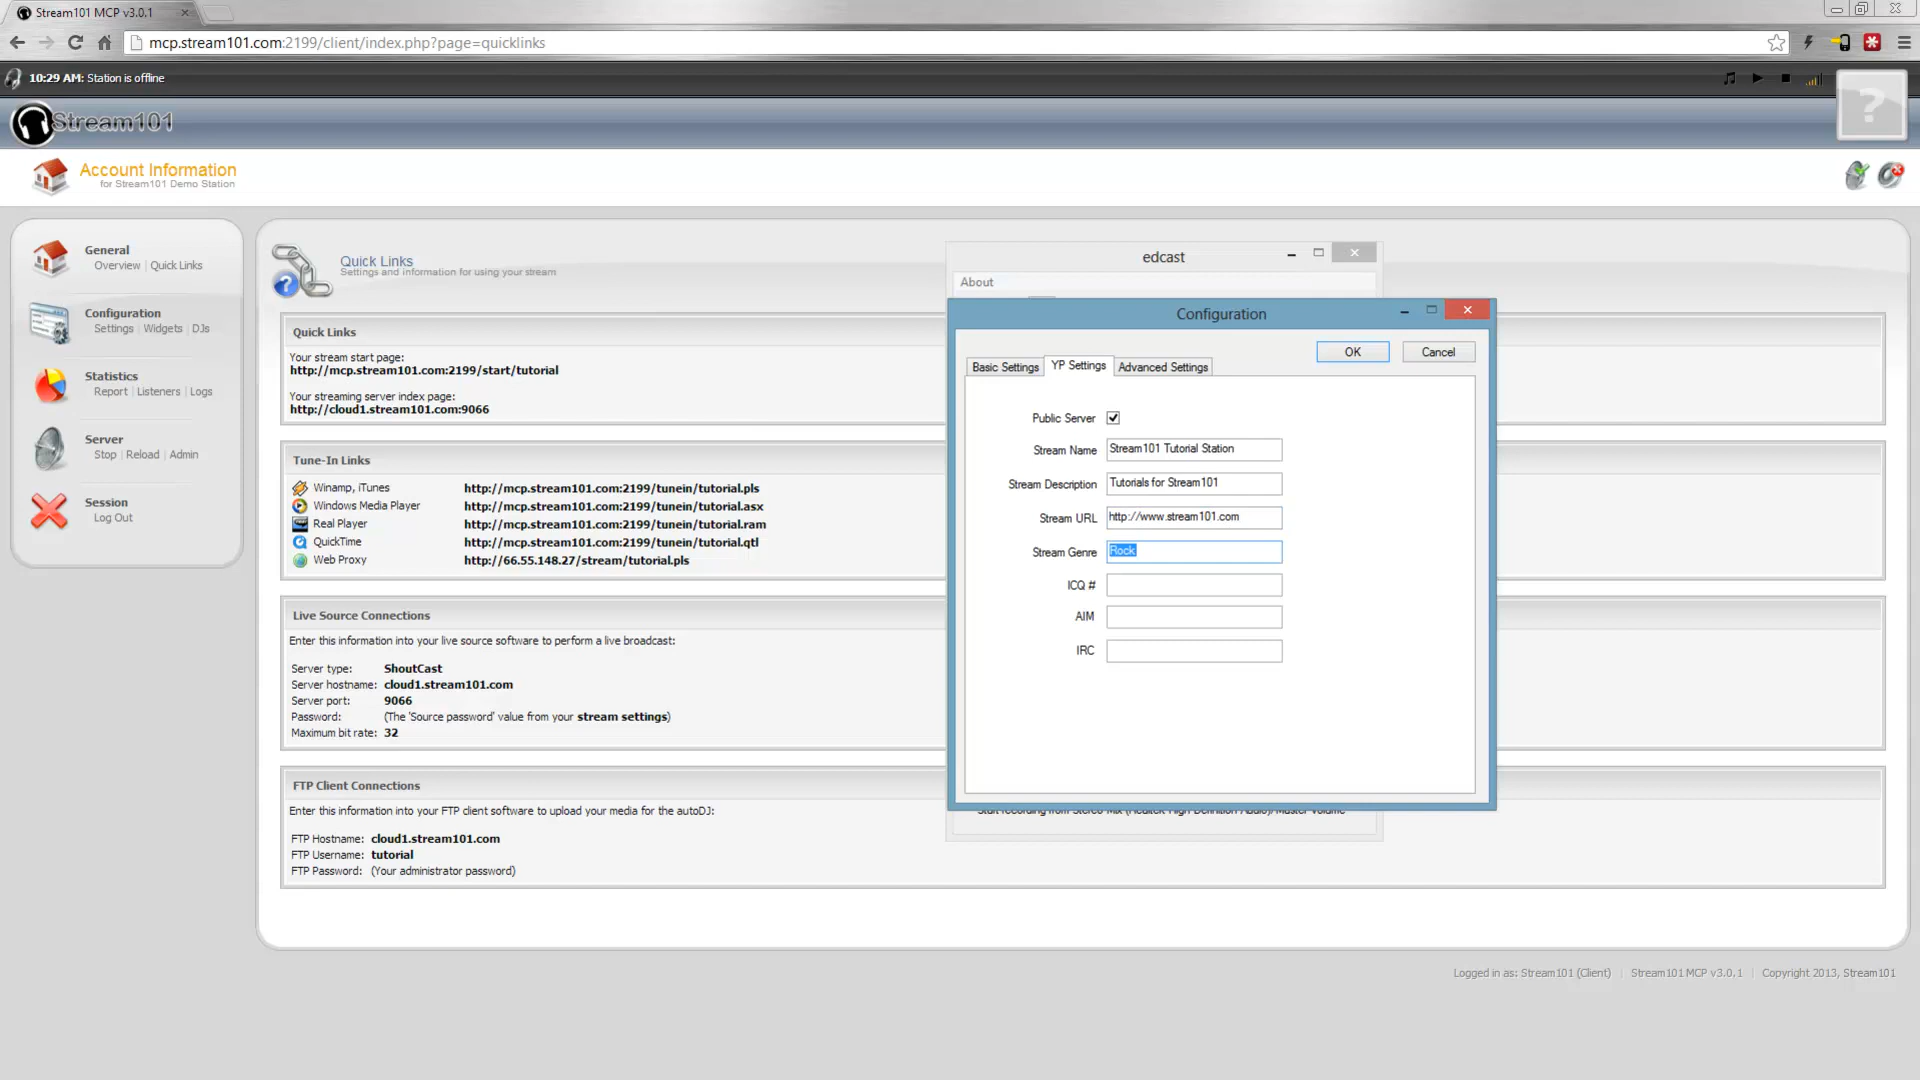 Stream101 MCP v3.0.1
mcp.stream101.com:2199/client/index.php?page=quicklinks
10:29 AM: Station is offline
Stream101
Account Information
for Stream101 Demo Station
General
Overview | Quick Links
Configuration
Settings | Widgets | DJs
Statistics
Report | Listeners | Logs
Server
Stop | Reload | Admin
Session
Log Out
Quick Links
Settings and information for using your stream
Quick Links
Your stream start page:
http://mcp.stream101.com:2199/start/tutorial
Your streaming server index page:
http://cloud1.stream101.com:9066
Tune-In Links
Winamp, iTunes http://mcp.stream101.com:2199/tunein/tutorial.pls
Windows Media Player http://mcp.stream101.com:2199/tunein/tutorial.asx
Real Player http://mcp.stream101.com:2199/tunein/tutorial.ram
QuickTime http://mcp.stream101.com:2199/tunein/tutorial.qtl
Web Proxy http://66.55.148.27/stream/tutorial.pls
Live Source Connections
Enter this information into your live source software to perform a live broadcast:
Server type: ShoutCast
Server hostname: cloud1.stream101.com
Server port: 9066
Password: (The 'Source password' value from your stream settings)
Maximum bit rate: 32
FTP Client Connections
Enter this information into your FTP client software to upload your media for the autoDJ:
FTP Hostname: cloud1.stream101.com
FTP Username: tutorial
FTP Password: (Your administrator password)
edcast
About
Configuration
OK Cancel
Basic Settings YP Settings Advanced Settings
Public Server
Stream Name Stream101 Tutorial Station
Stream Description Tutorials for Stream101
Stream URL http://www.stream101.com
Stream Genre Rock
ICQ #
AIM
IRC
Start recording from Stereo Mix (Realtek High Definition Audio)/Master Volume
Logged in as: Stream101 (Client) | Stream101 MCP v3.0.1 | Copyright 2013, Stream101